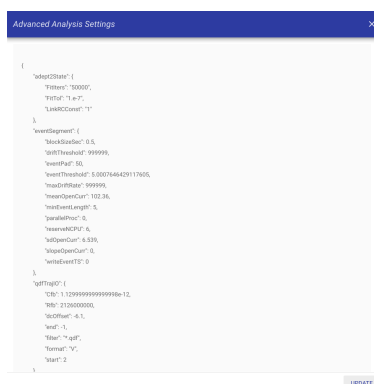 Advanced Analysis Settings
{
"adept2State": {
"FitIters": "50000",
"FitTol": "1.e-7",
"LinkRCConst": "1"
},
"eventSegment": {
"blockSizeSec": 0.5,
"driftThreshold": 999999,
"eventPad": 50,
"eventThreshold": 5.0007646429117605,
"maxDriftRate": 999999,
"meanOpenCurr": 102.36,
"minEventLength": 5,
"parallelProc": 0,
"reserveNCPU": 6,
"sdOpenCurr": 6.539,
"slopeOpenCurr": 0,
"writeEventTS": 0
},
"qdfTrajIO": {
"Cfb": 1.1299999999999998e-12,
"Rfb": 2126000000,
"dcOffset": -6.1,
"end": -1,
"filter": "*.qdf",
"format": "V",
"start": 2
}
UPDATE